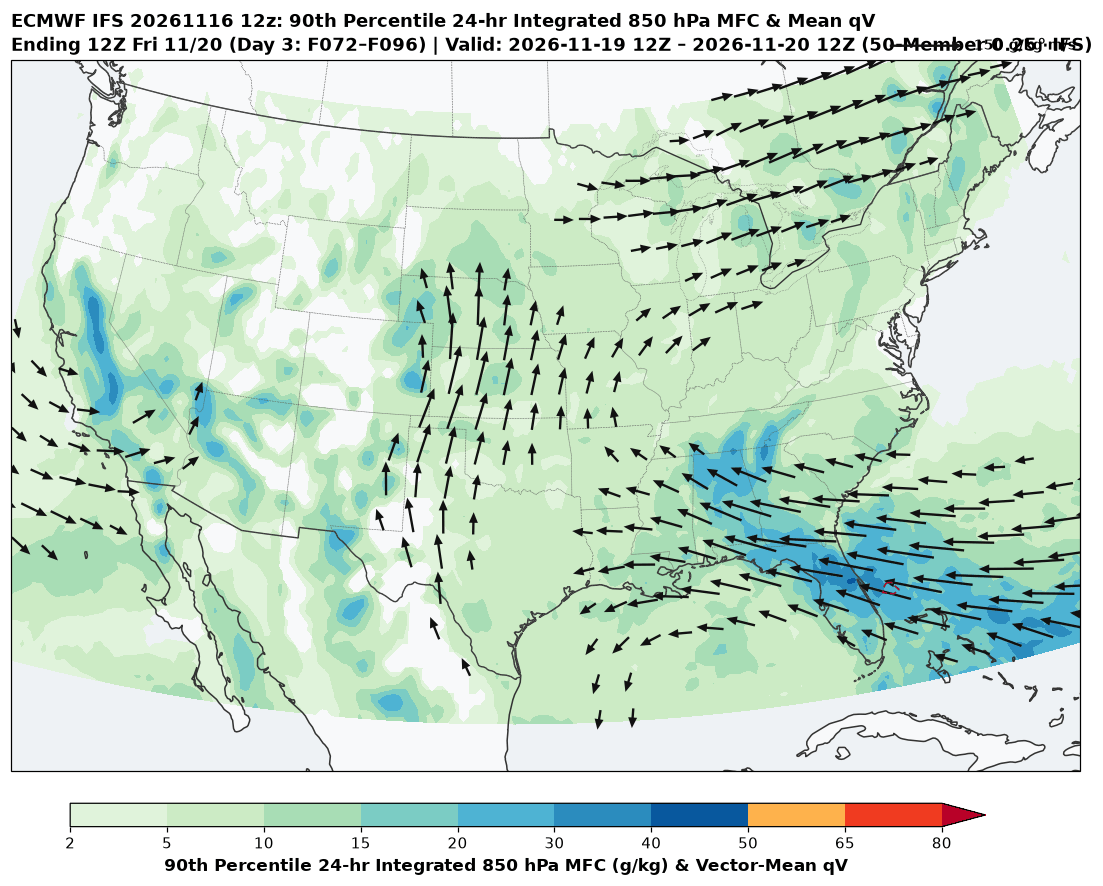 ECMWF IFS 20261116 12z: 90th Percentile 24-hr Integrated 850 hPa MFC & Mean qV
Ending 12Z Fri 11/20 (Day 3: F072–F096) | Valid: 2026-11-19 12Z – 2026-11-20 12Z (50-Member 0.25° IFS)
2 5 10 15 20 30 40 50 65 80
90th Percentile 24-hr Integrated 850 hPa MFC (g/kg) & Vector-Mean qV